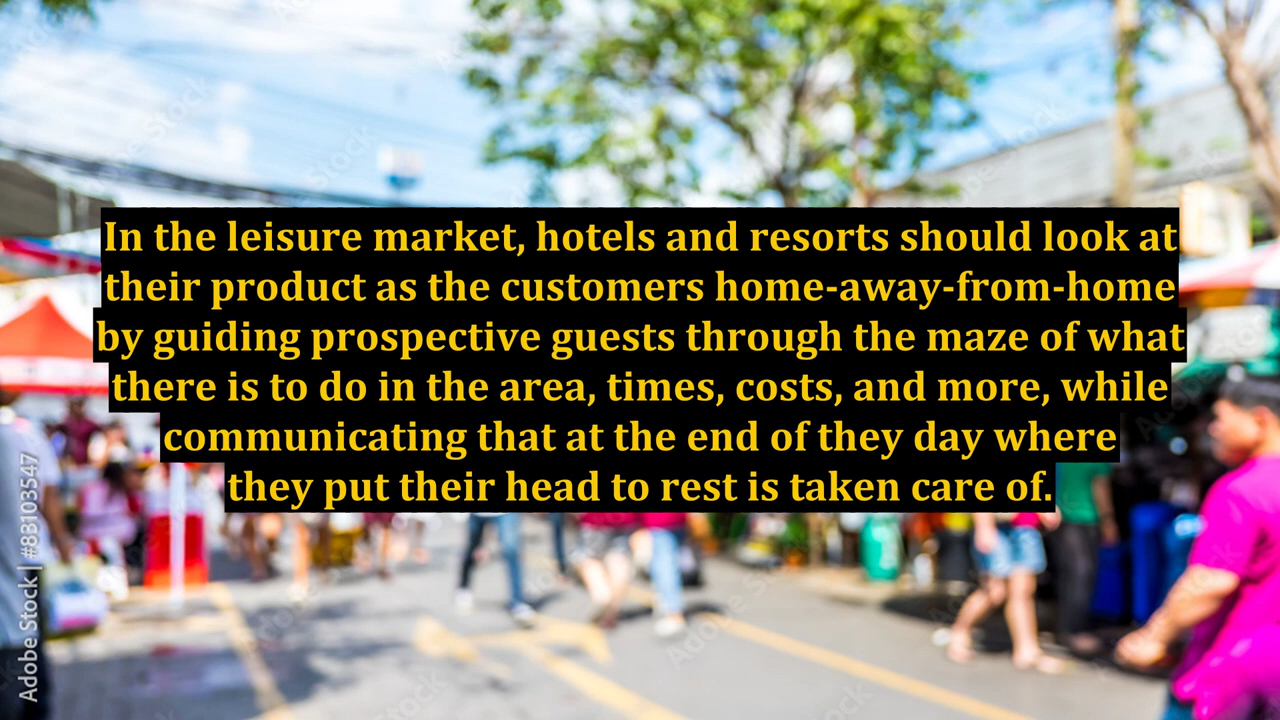 In the leisure market, hotels and resorts should look at
their product as the customers home-away-from-home
by guiding prospective guests through the maze of what
there is to do in the area, times, costs, and more, while
communicating that at the end of they day where
they put their head to rest is taken care of.
Adobe Stock | #88103547